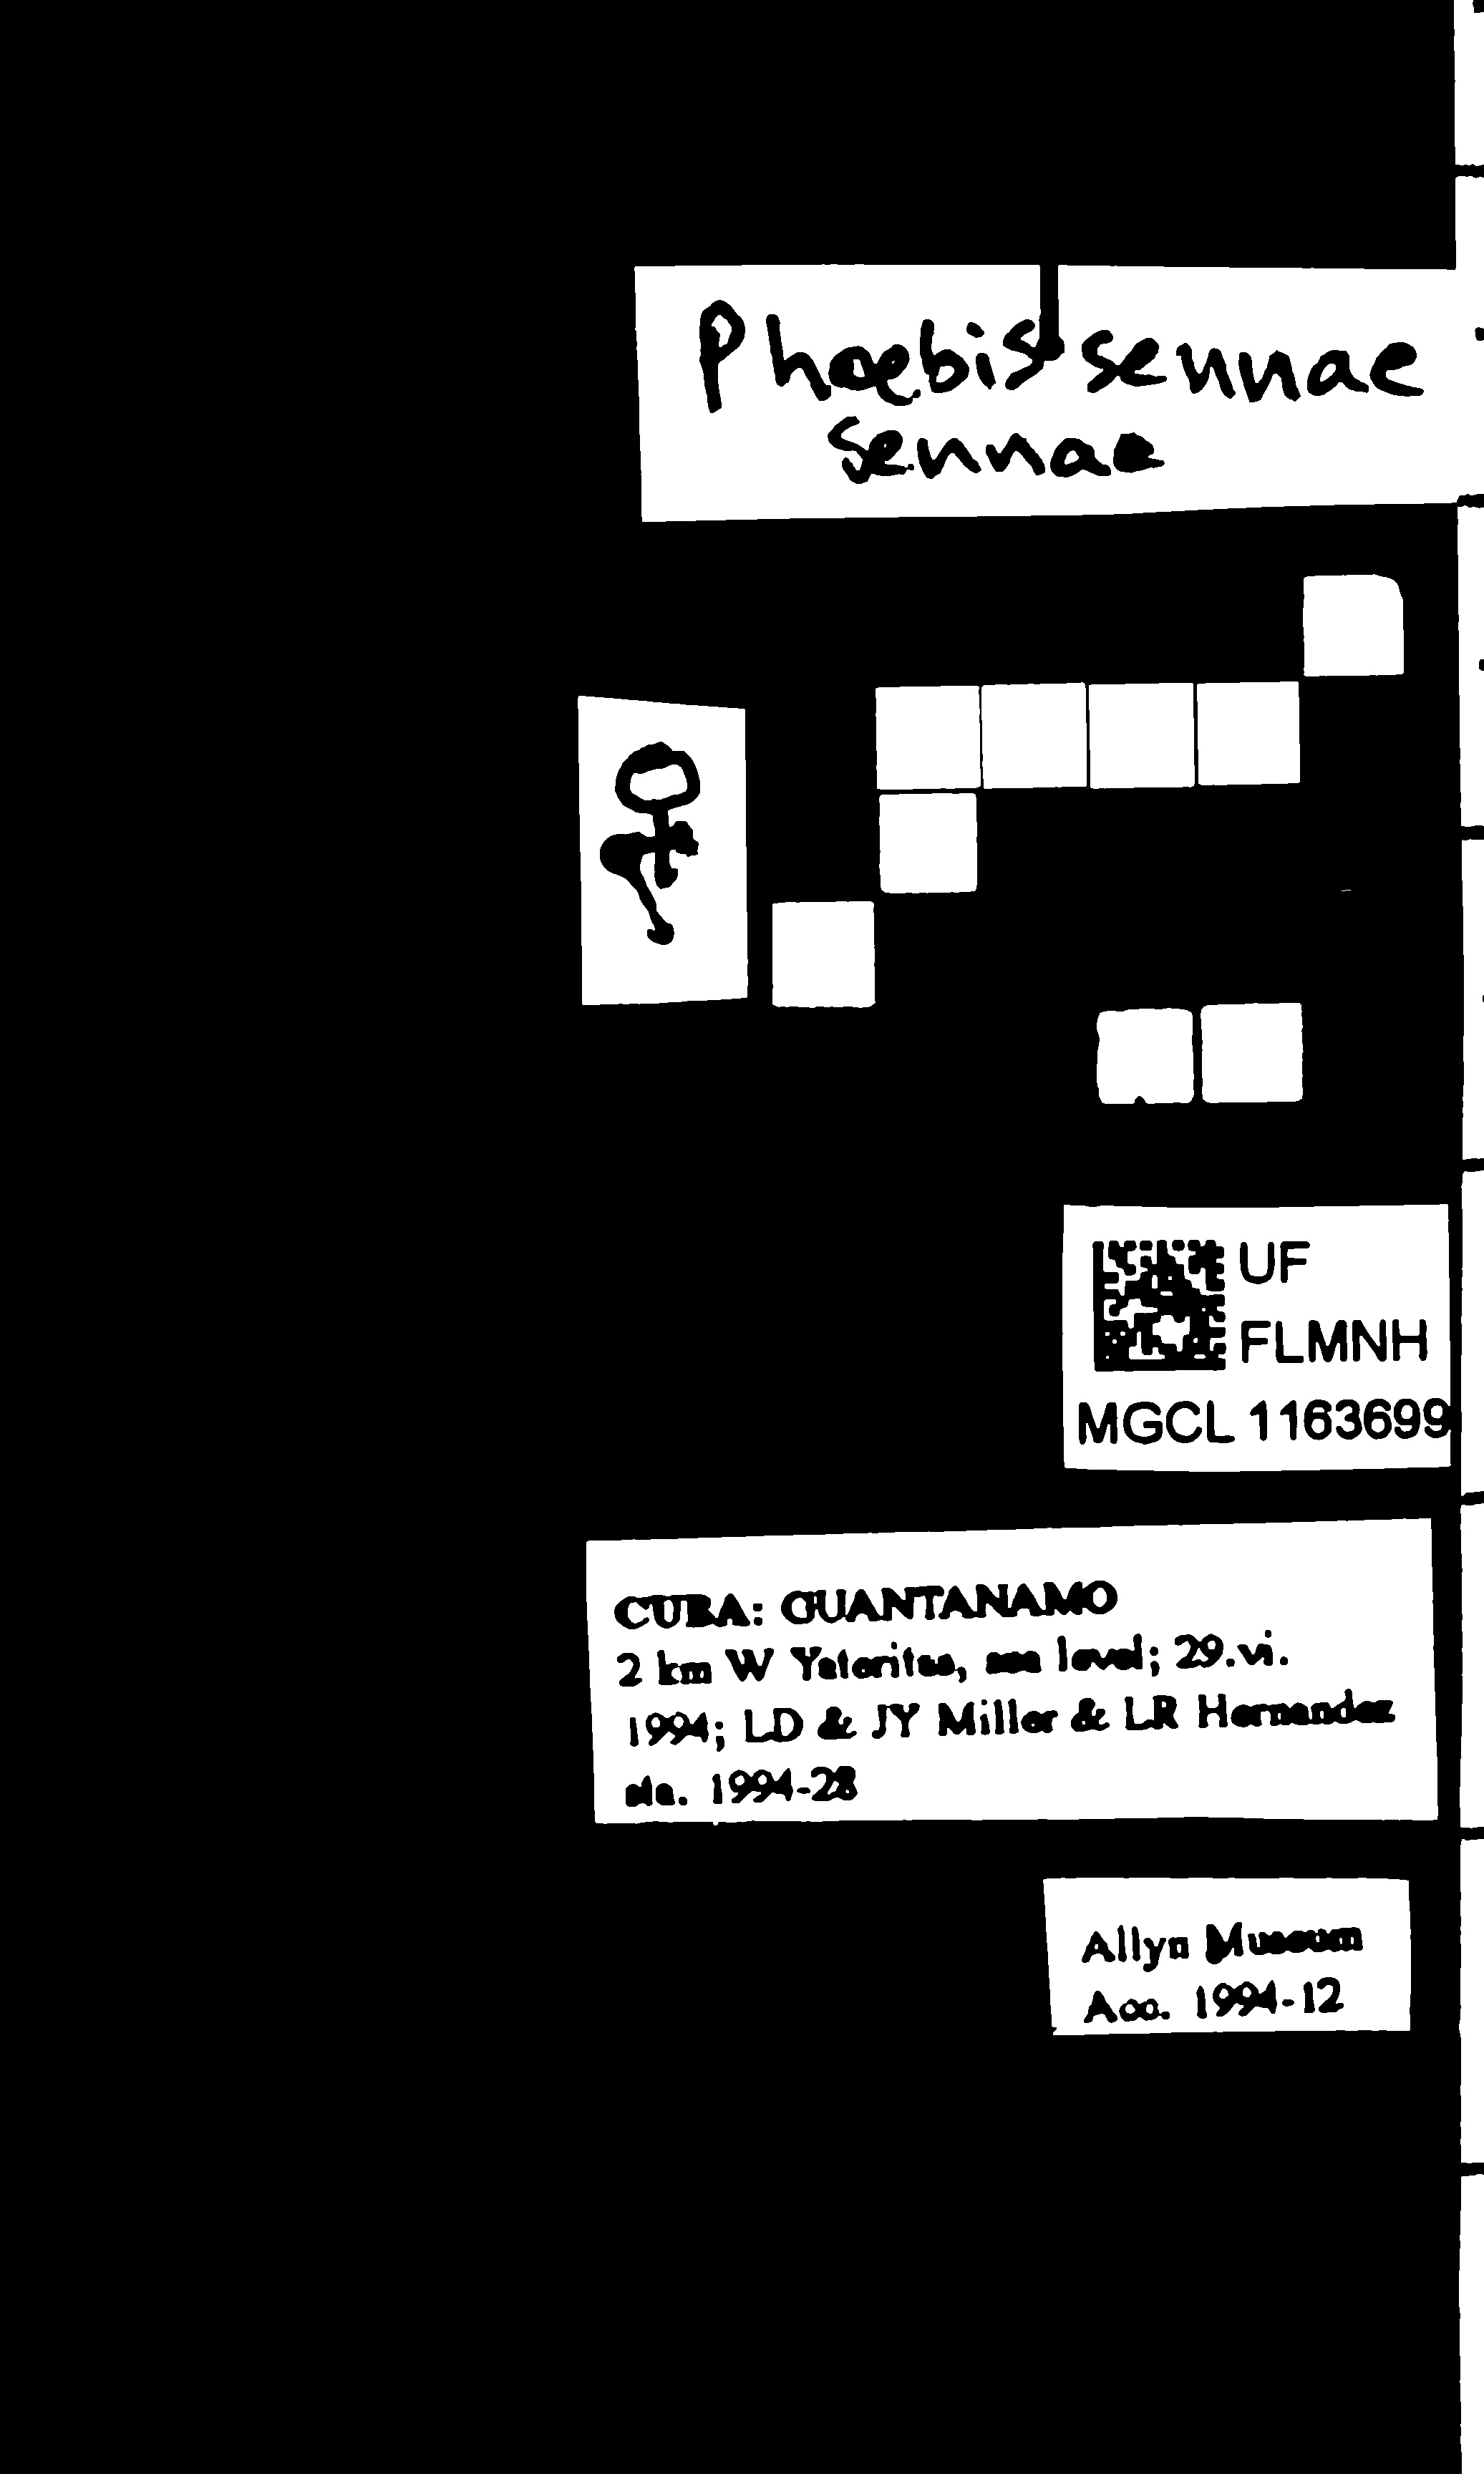 Phoebis sennae
sennae
♀
UF
FLMNH
MGCL 1163699
CUBA: GUANTANAMO
2 km W Yateritas, sea level; 29.vi.
1994; LD & JY Miller & LR Hernandez
sta. 1994-28
Allyn Museum
Acc. 1994-12